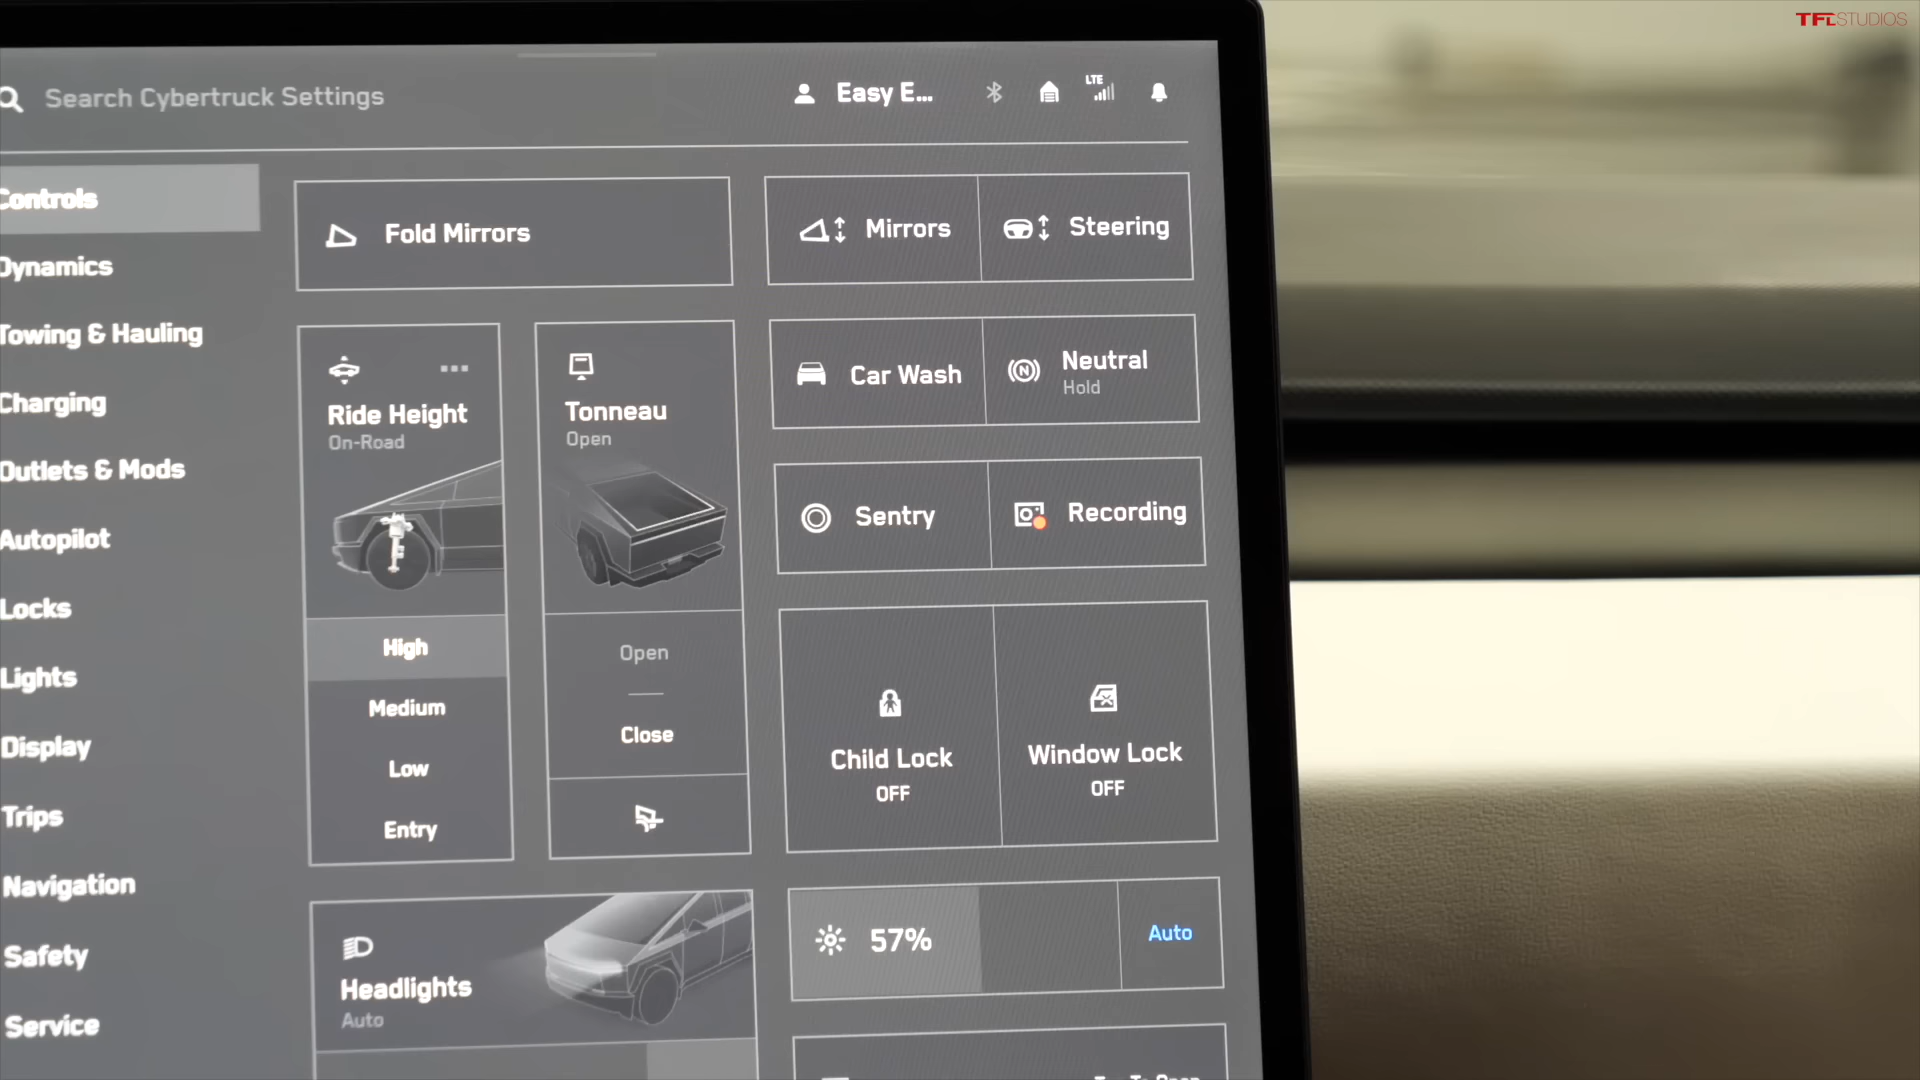 TFLSTUDIOS
Search Cybertruck Settings
Easy E...
LTE
Controls
Dynamics
Towing & Hauling
Charging
Outlets & Mods
Autopilot
Locks
Lights
Display
Trips
Navigation
Safety
Service
Fold Mirrors
Mirrors
Steering
Ride Height
On-Road
High
Medium
Low
Entry
Tonneau
Open
Open
Close
Car Wash
Neutral
Hold
Sentry
Recording
Child Lock
OFF
Window Lock
OFF
57%
Auto
Headlights
Auto